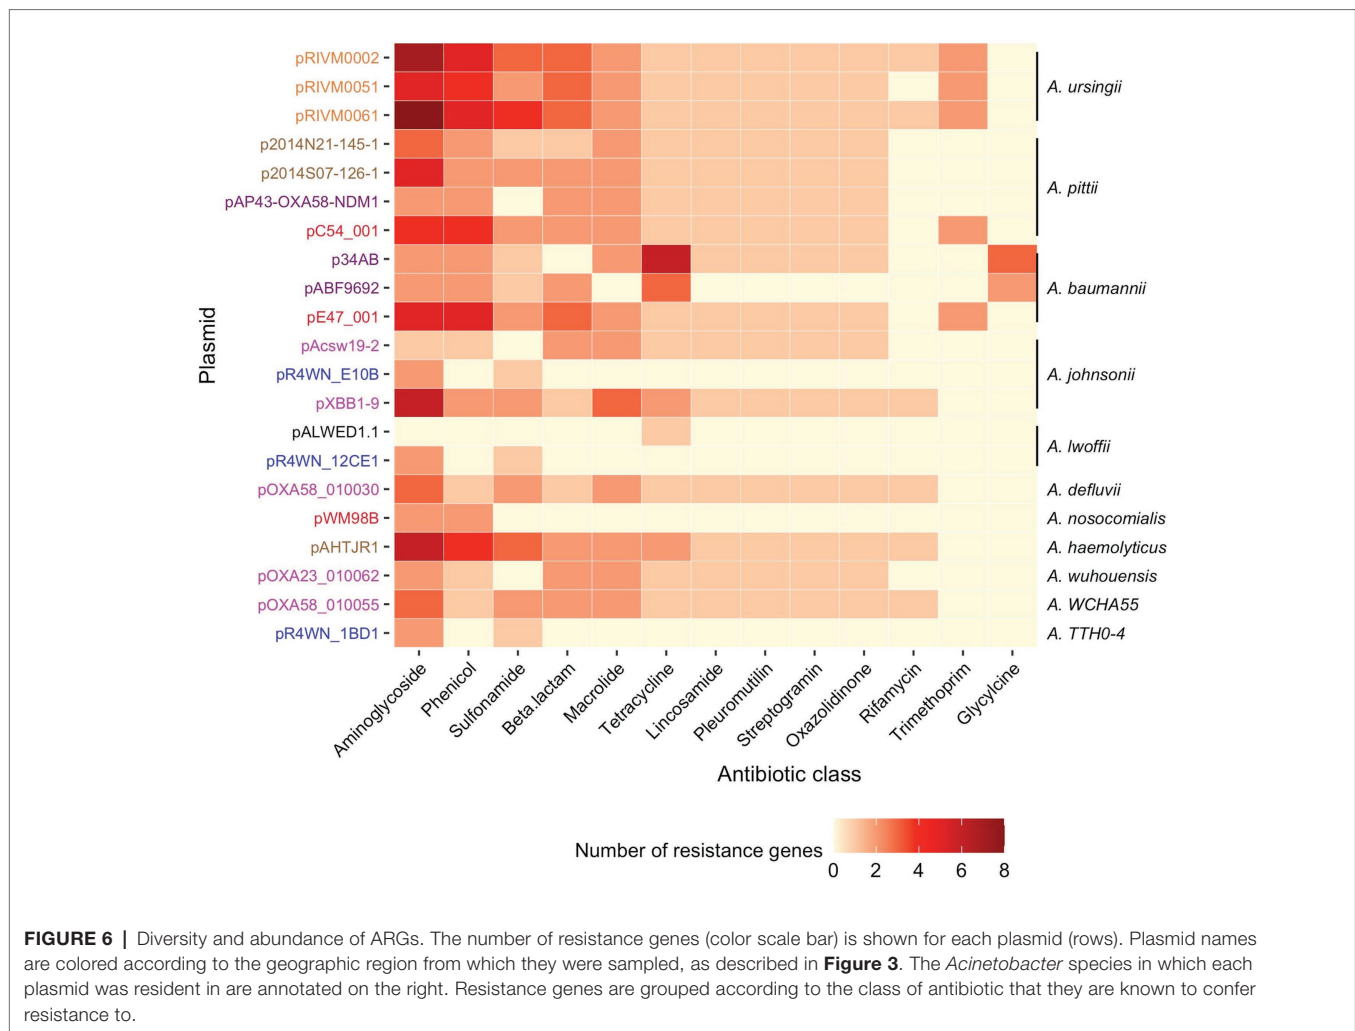 pRIVM0002
pRIVM0051
pRIVM0061
A. ursingii
p2014N21-145-1
p2014S07-126-1
pAP43-OXA58-NDM1
pC54_001
A. pittii
p34AB
pABF9692
pE47_001
A. baumannii
pAcsw19-2
pR4WN_E10B
pXBB1-9
A. johnsonii
pALWED1.1
pR4WN_12CE1
A. lwoffii
pOXA58_010030
A. defluvii
pWM98B
A. nosocomialis
pAHTJR1
A. haemolyticus
pOXA23_010062
A. wuhouensis
pOXA58_010055
A. WCHA55
pR4WN_1BD1
A. TTH0-4
Plasmid
Aminoglycoside
Phenicol
Sulfonamide
Beta.lactam
Macrolide
Tetracycline
Lincosamide
Pleuromutilin
Streptogramin
Oxazolidinone
Rifamycin
Trimethoprim
Glycylcine
Antibiotic class
Number of resistance genes
0 2 4 6 8
FIGURE 6 | Diversity and abundance of ARGs. The number of resistance genes (color scale bar) is shown for each plasmid (rows). Plasmid names
are colored according to the geographic region from which they were sampled, as described in Figure 3. The Acinetobacter species in which each
plasmid was resident in are annotated on the right. Resistance genes are grouped according to the class of antibiotic that they are known to confer
resistance to.